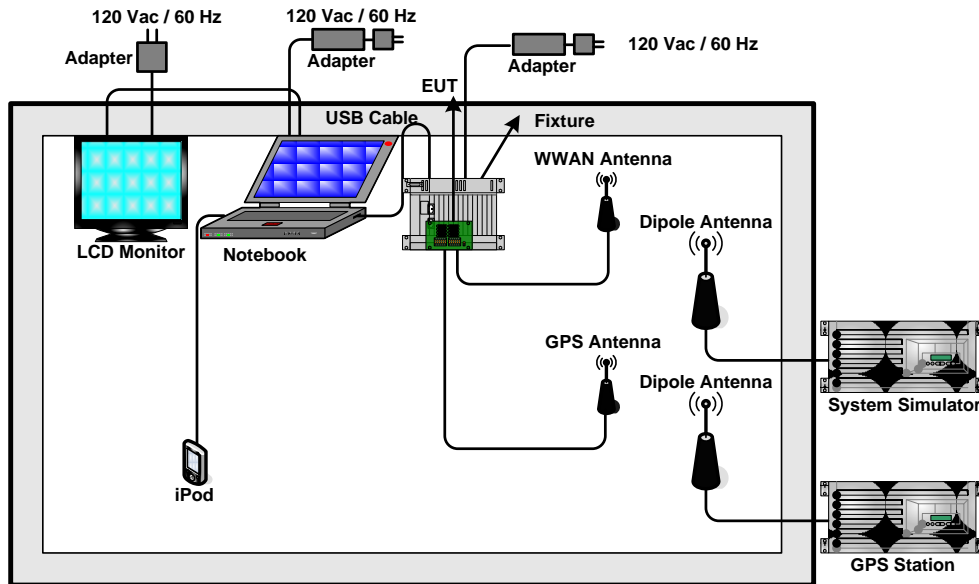 120 Vac / 60 Hz
120 Vac / 60 Hz
120 Vac / 60 Hz
Adapter
Adapter
Adapter
EUT
USB Cable
Fixture
WWAN Antenna
Dipole Antenna
LCD Monitor
Notebook
GPS Antenna
Dipole Antenna
System Simulator
iPod
GPS Station